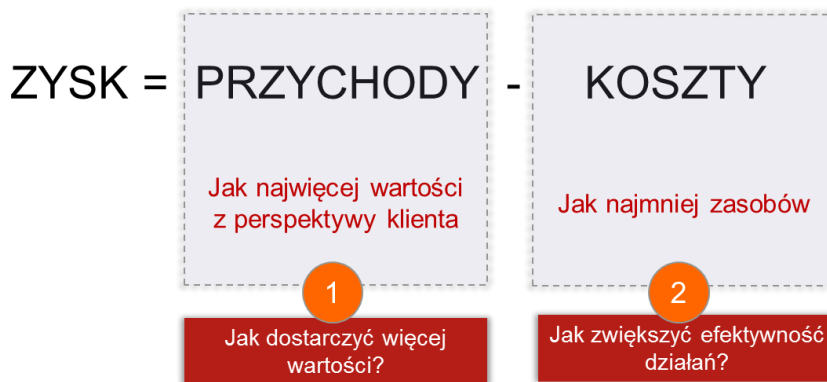 ZYSK = PRZYCHODY - KOSZTY
Jak najwięcej wartości
z perspektywy klienta
Jak najmniej zasobów
1
2
Jak dostarczyć więcej
wartości?
Jak zwiększyć efektywność
działań?